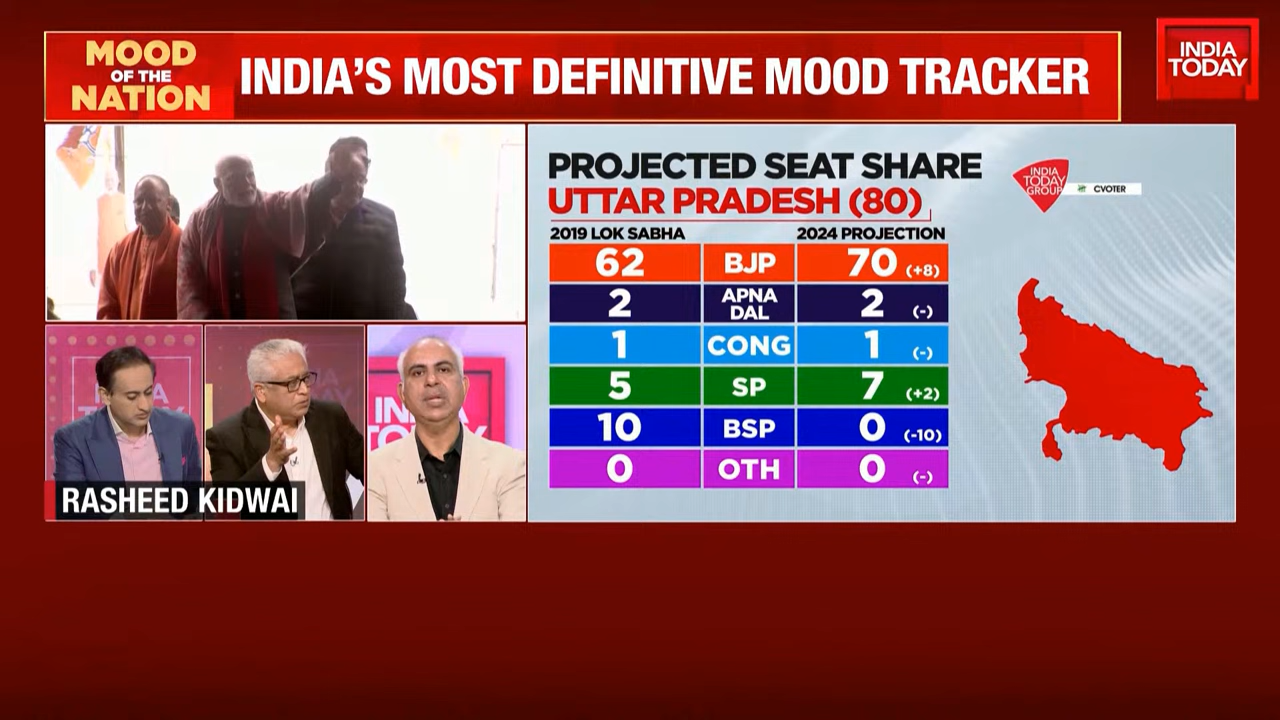 MOOD
OF THE
NATION
INDIA'S MOST DEFINITIVE MOOD TRACKER
INDIA
TODAY
PROJECTED SEAT SHARE
UTTAR PRADESH (80)
INDIA
TODAY
GROUP
CVOTER
2019 LOK SABHA
2024 PROJECTION
62 BJP 70 (+8)
2 APNA DAL 2 (-)
1 CONG 1 (-)
5 SP 7 (+2)
10 BSP 0 (-10)
0 OTH 0 (-)
RASHEED KIDWAI